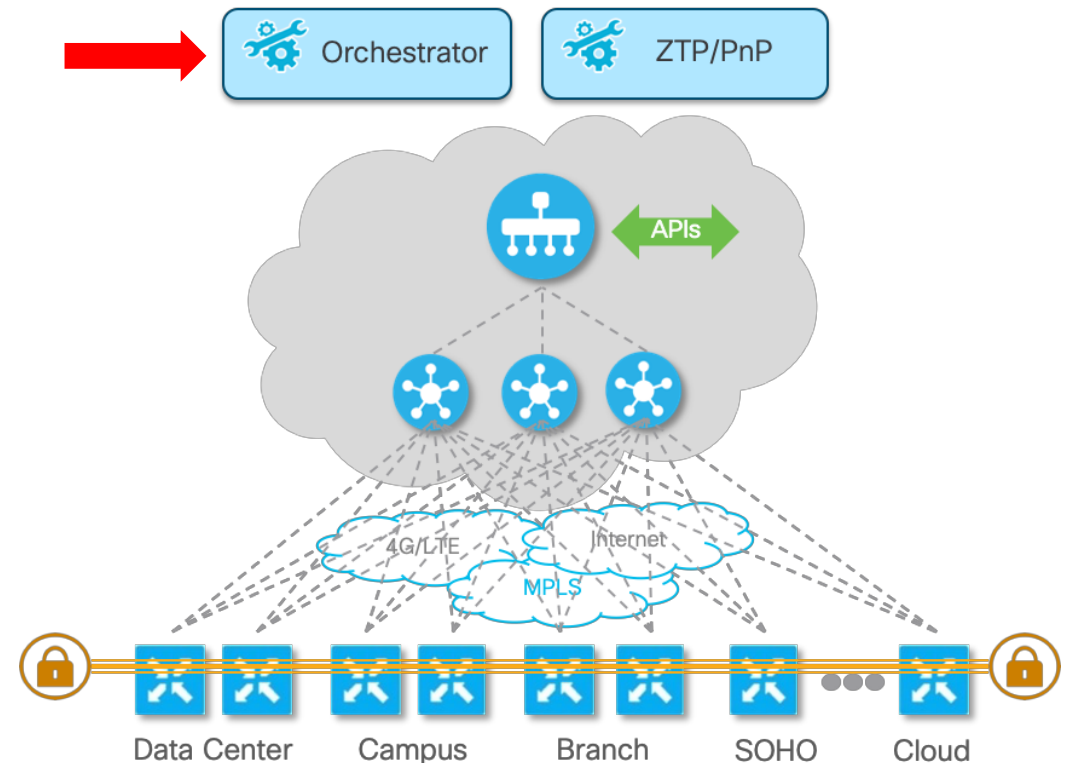 Orchestrator
ZTP/PnP
APIs
4G/LTE
Internet
MPLS
Data Center
Campus
Branch
SOHO
Cloud